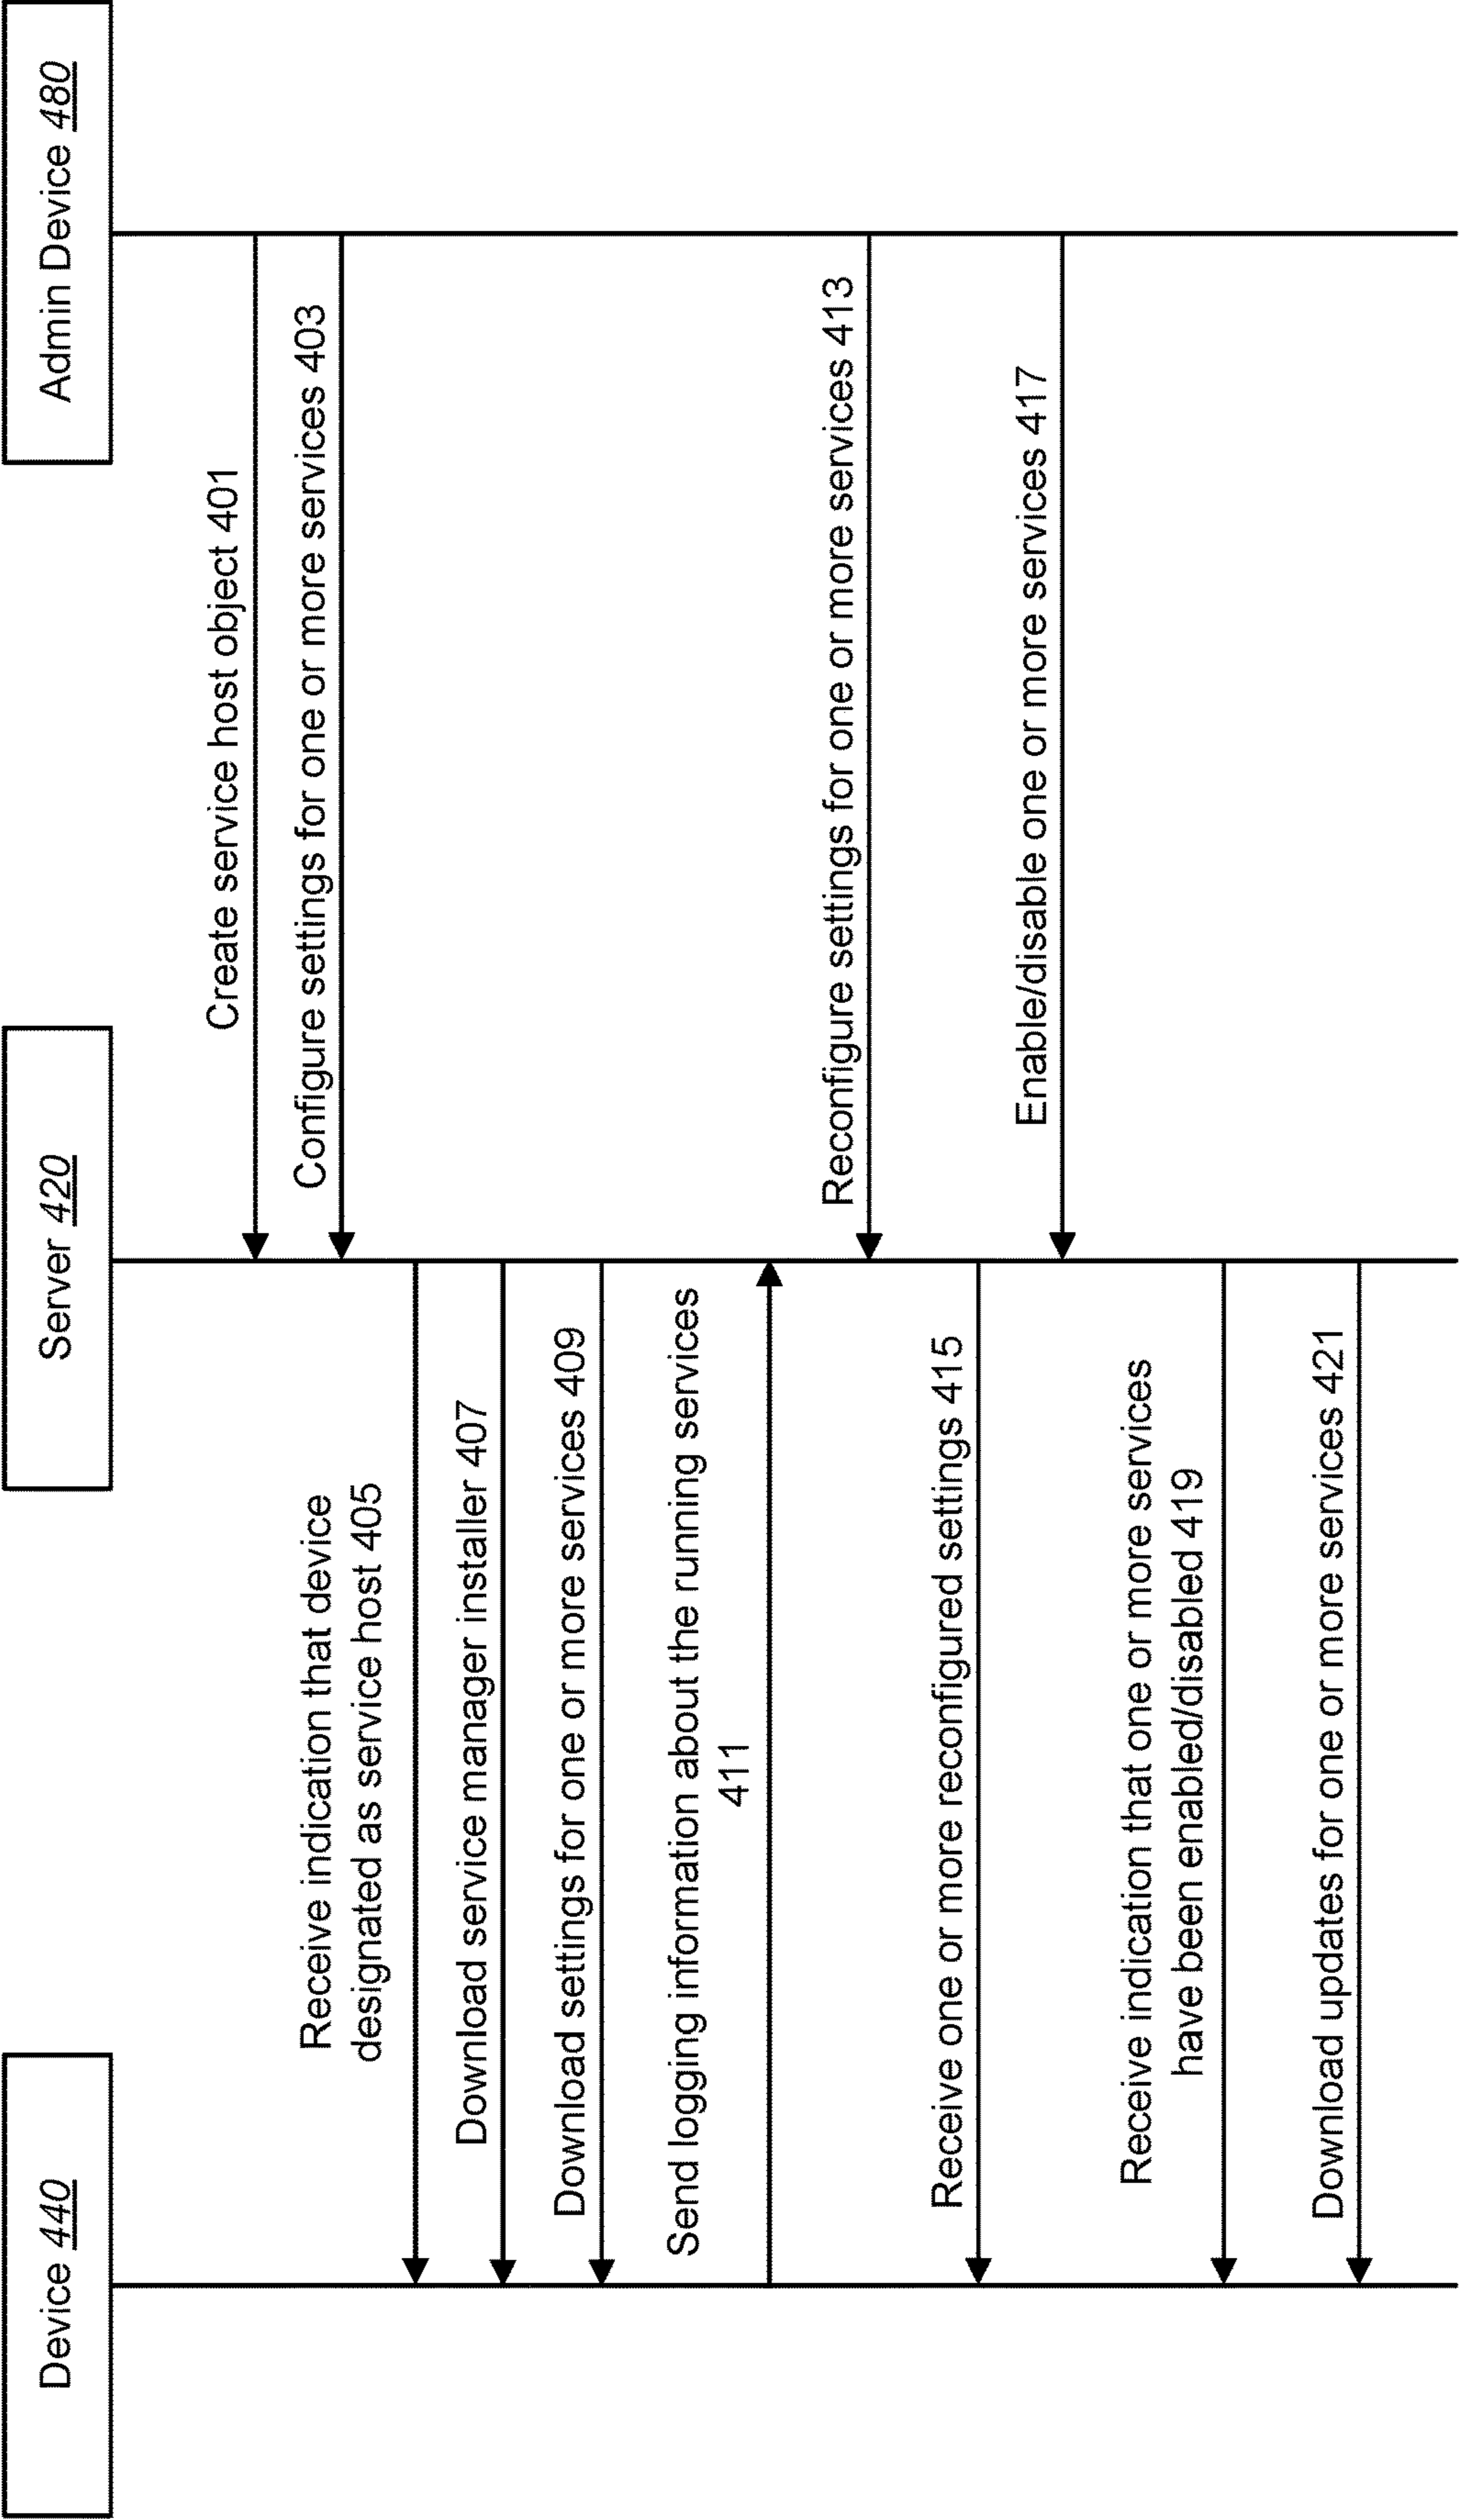 Device 440
Server 420
Admin Device 480
Create service host object 401
Configure settings for one or more services 403
Receive indication that device
designated as service host 405
Download service manager installer 407
Download settings for one or more services 409
Send logging information about the running services
411
Reconfigure settings for one or more services 413
Receive one or more reconfigured settings 415
Enable/disable one or more services 417
Receive indication that one or more services
have been enabled/disabled 419
Download updates for one or more services 421